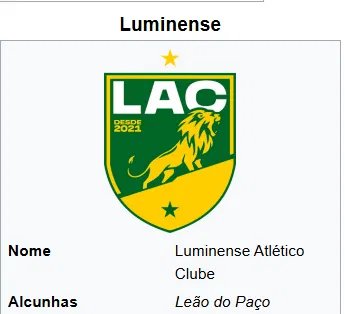 Luminense
LAC
DESDE
2021
Nome
Luminense Atlético
Clube
Alcunhas
Leão do Paço